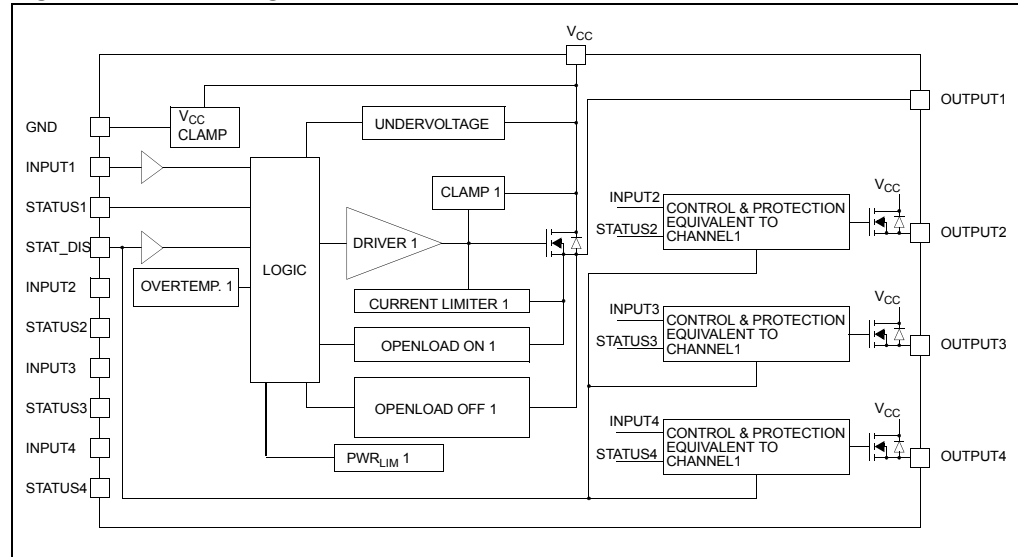 VCC
OUTPUT1
GND
VCC
CLAMP
UNDERVOLTAGE
INPUT1
STATUS1
STAT_DIS
CLAMP 1
DRIVER 1
LOGIC
OVERTEMP. 1
CURRENT LIMITER 1
OPENLOAD ON 1
OPENLOAD OFF 1
PWRLIM 1
INPUT2
STATUS2
INPUT3
STATUS3
INPUT4
STATUS4
INPUT2
STATUS2
CONTROL & PROTECTION
EQUIVALENT TO
CHANNEL1
VCC
OUTPUT2
INPUT3
STATUS3
CONTROL & PROTECTION
EQUIVALENT TO
CHANNEL1
VCC
OUTPUT3
INPUT4
STATUS4
CONTROL & PROTECTION
EQUIVALENT TO
CHANNEL1
VCC
OUTPUT4